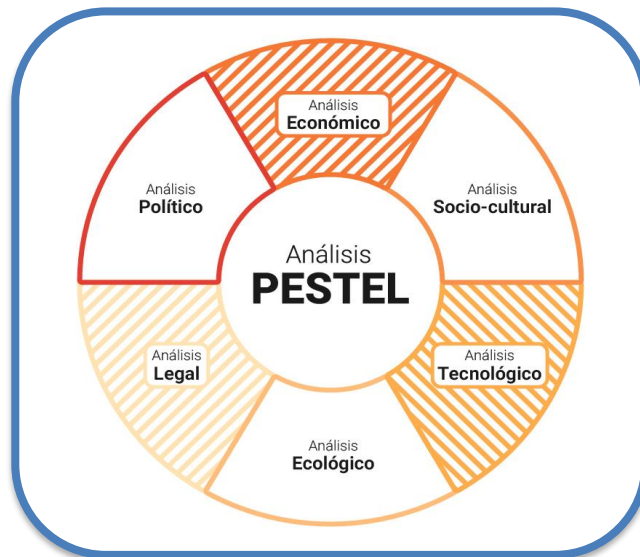 Análisis
PESTEL
Análisis
Político
Análisis
Económico
Análisis
Socio-cultural
Análisis
Tecnológico
Análisis
Ecológico
Análisis
Legal